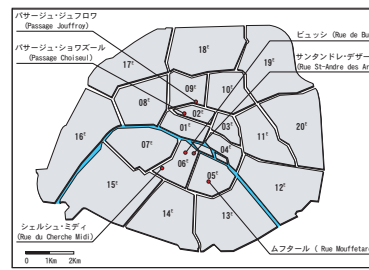 パサージュ・ジュフロワ
(Passage Jouffroy)
パサージュ・ショワズール
(Passage Choiseul)
ビュッシ (Rue de Bu
サンタンドレ・デザー
(Rue St-Andre des Ar
17E
18E
19E
08E
09E
10E
02E
01E
03E
11E
20E
16E
07E
04E
06E
05E
15E
14E
13E
12E
シェルシュ・ミディ
(Rue du Cherche Midi)
ムフタール ( Rue Mouffetar
0 1Km 2Km